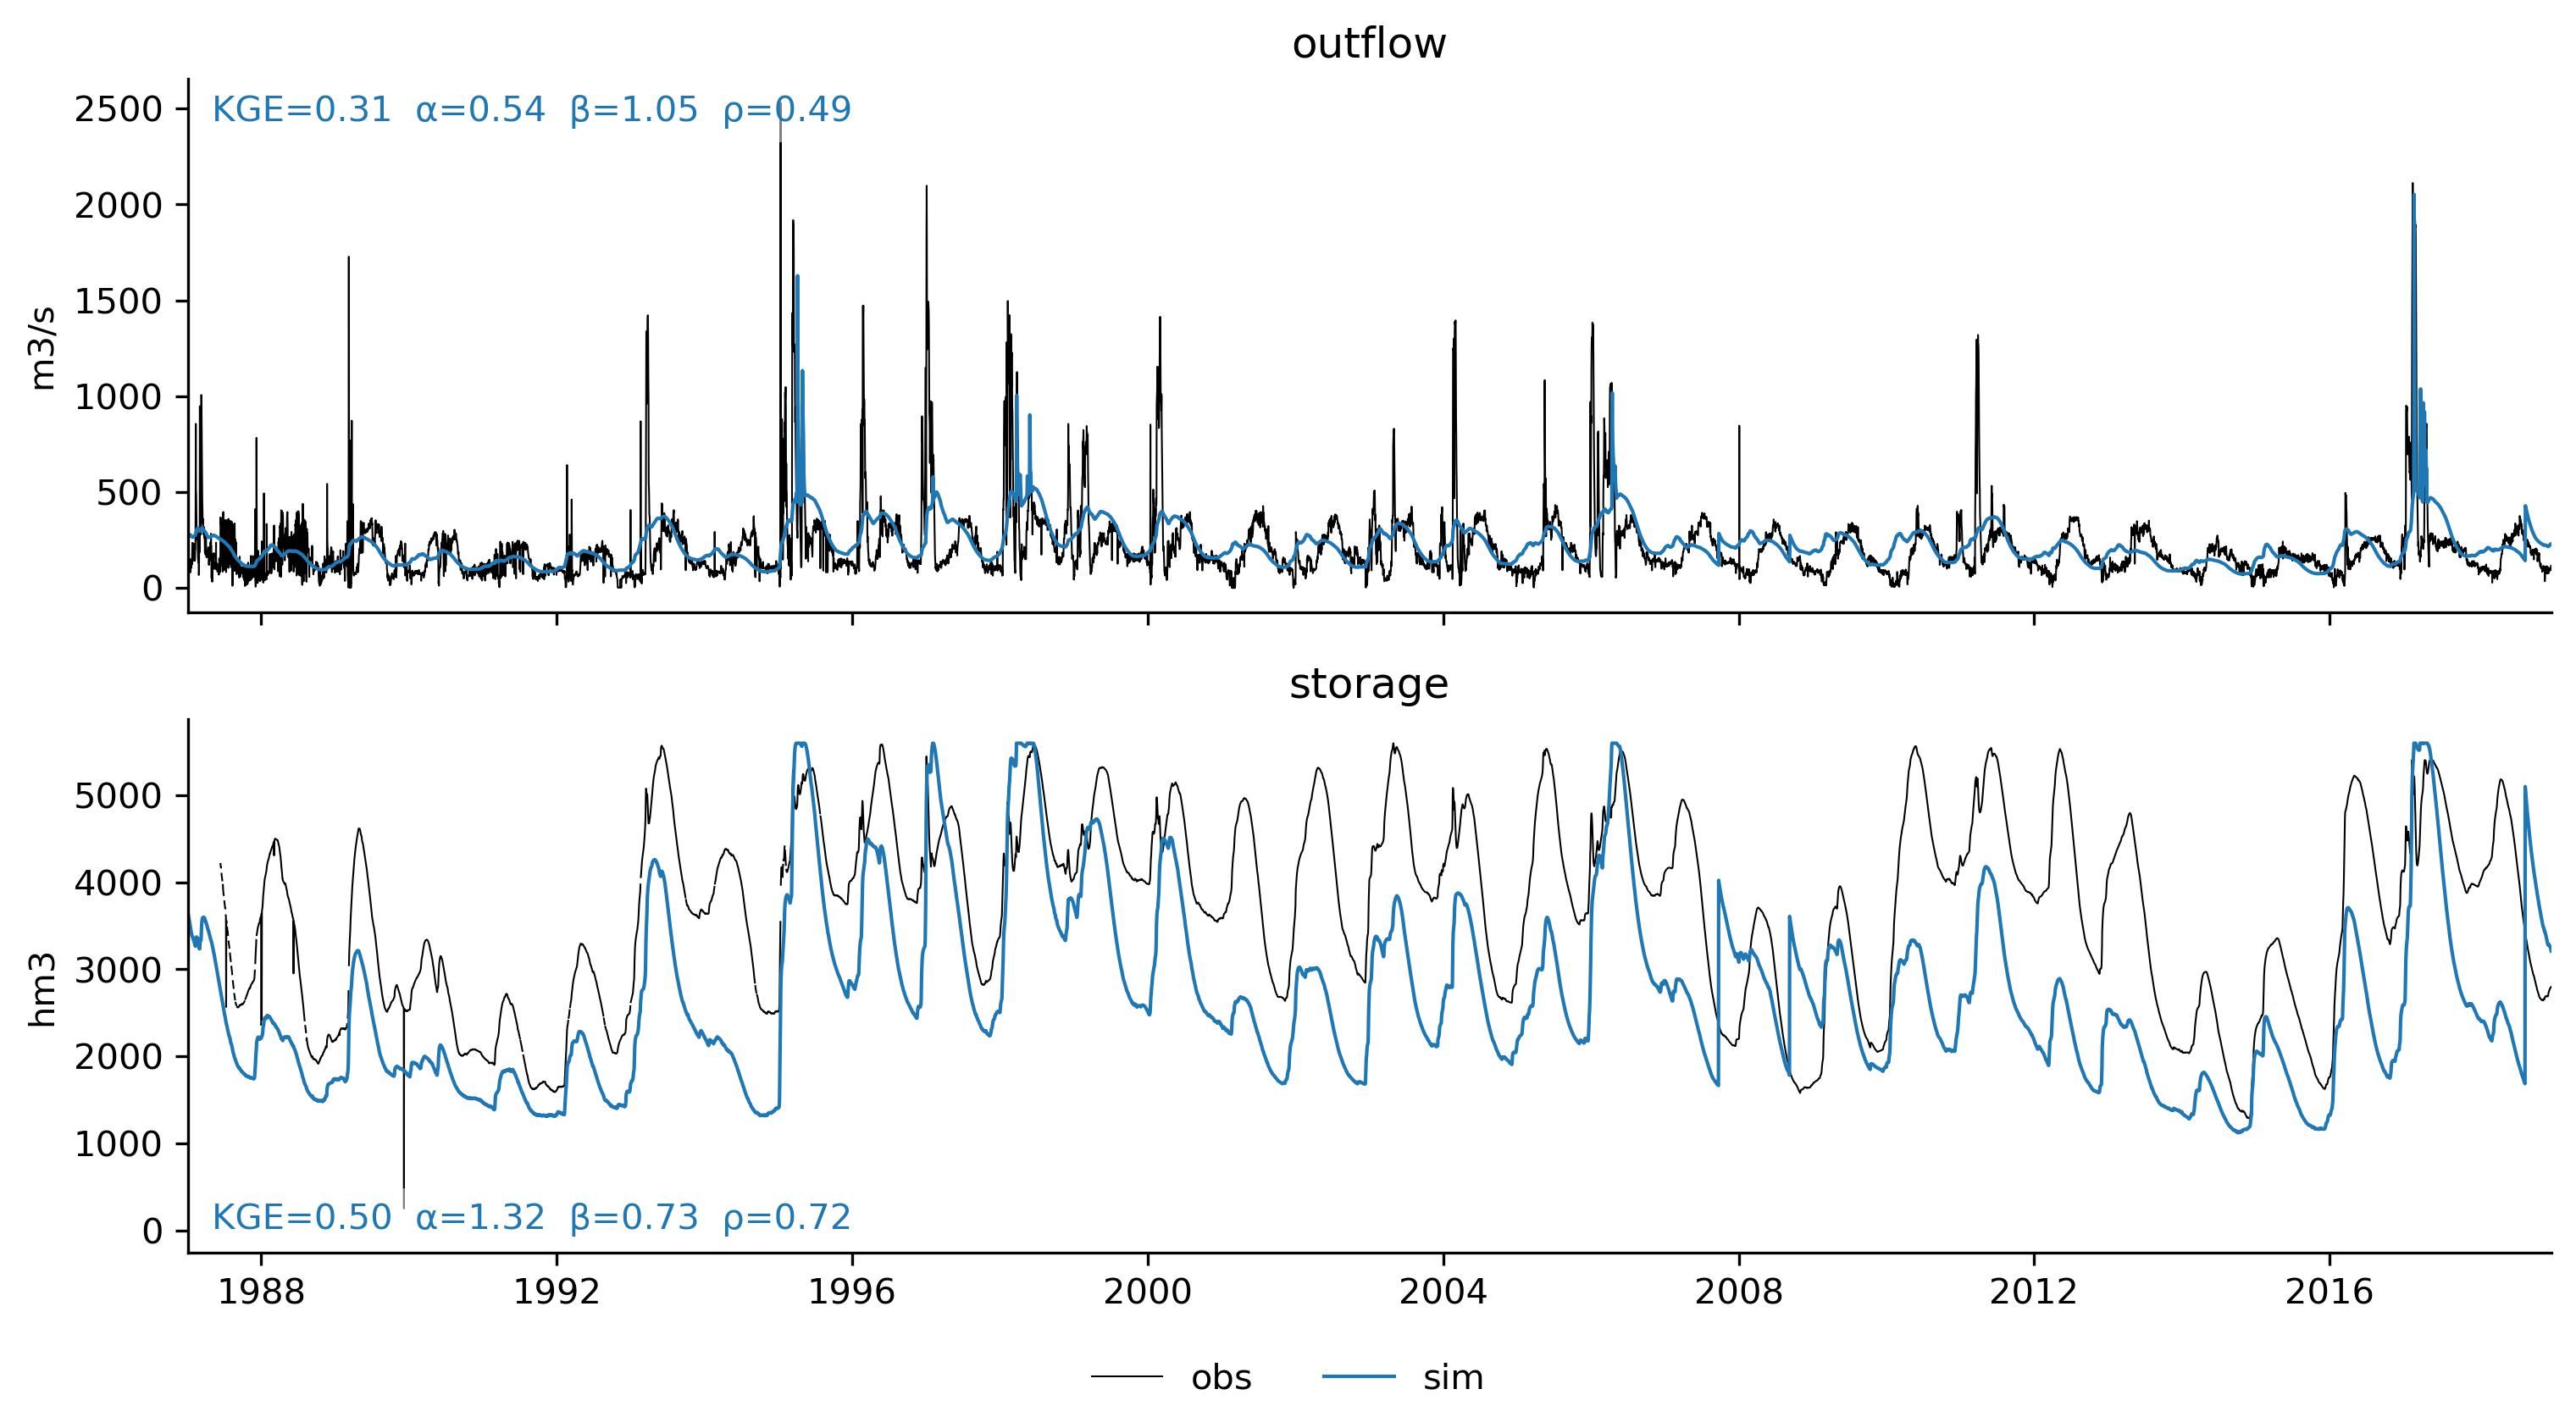 outflow
KGE=0.31 α=0.54 β=1.05 ρ=0.49
2500
2000
1500
1000
500
0
m3/s
storage
5000
4000
3000
2000
1000
0
hm3
KGE=0.50 α=1.32 β=0.73 ρ=0.72
1988 1992 1996 2000 2004 2008 2012 2016
obs sim